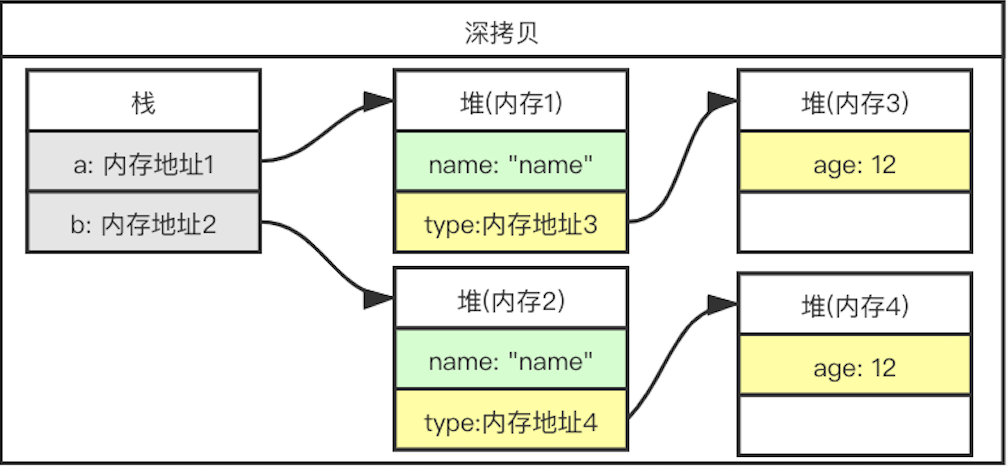 深拷贝
栈
a: 内存地址1
b: 内存地址2
堆(内存1)
name: "name"
type:内存地址3
堆(内存3)
age: 12
堆(内存2)
name: "name"
type:内存地址4
堆(内存4)
age: 12